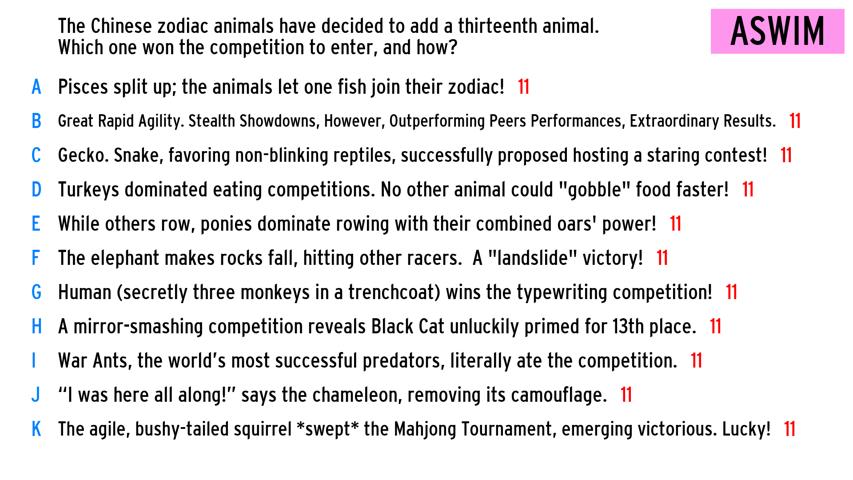 The Chinese zodiac animals have decided to add a thirteenth animal.
Which one won the competition to enter, and how?
ASWIM
A Pisces split up; the animals let one fish join their zodiac! 11
B Great Rapid Agility. Stealth Showdowns, However, Outperforming Peers Performances, Extraordinary Results. 11
C Gecko. Snake, favoring non-blinking reptiles, successfully proposed hosting a staring contest! 11
D Turkeys dominated eating competitions. No other animal could "gobble" food faster! 11
E While others row, ponies dominate rowing with their combined oars' power! 11
F The elephant makes rocks fall, hitting other racers. A "landslide" victory! 11
G Human (secretly three monkeys in a trenchcoat) wins the typewriting competition! 11
H A mirror-smashing competition reveals Black Cat unluckily primed for 13th place. 11
I War Ants, the world's most successful predators, literally ate the competition. 11
J “I was here all along!” says the chameleon, removing its camouflage. 11
K The agile, bushy-tailed squirrel *swept* the Mahjong Tournament, emerging victorious. Lucky! 11